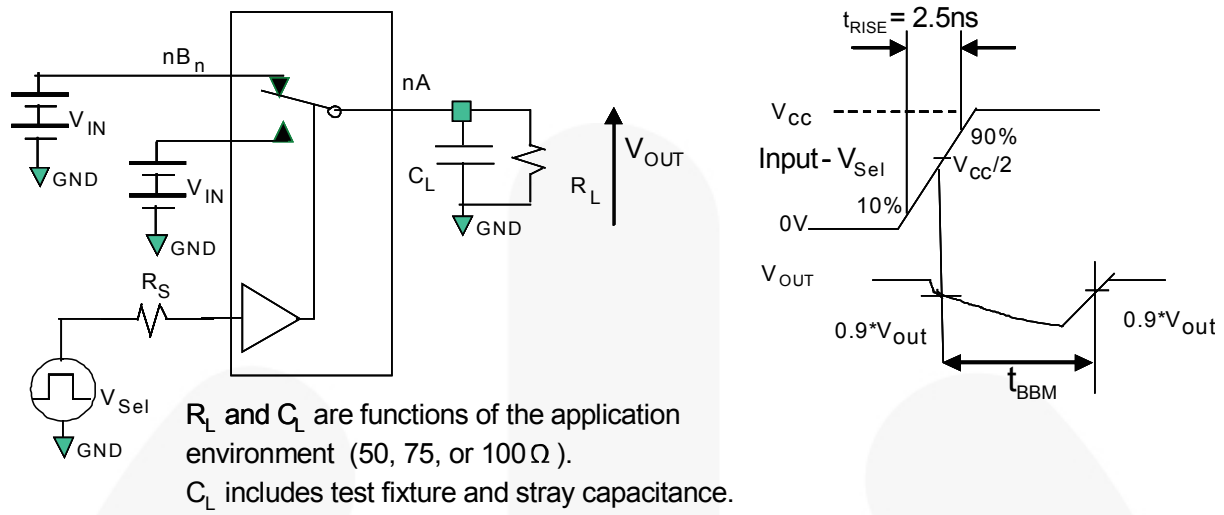 nB_n
V_IN
GND
V_IN
GND
R_S
V_Sel
GND
nA
C_L
R_L
GND
V_OUT
R_L and C_L are functions of the application
environment (50, 75, or 100Ω ).
C_L includes test fixture and stray capacitance.
t_RISE = 2.5ns
V_CC
90%
Input - V_Sel
V_CC/2
10%
0V
V_OUT
0.9*V_out
0.9*V_out
t_BBM